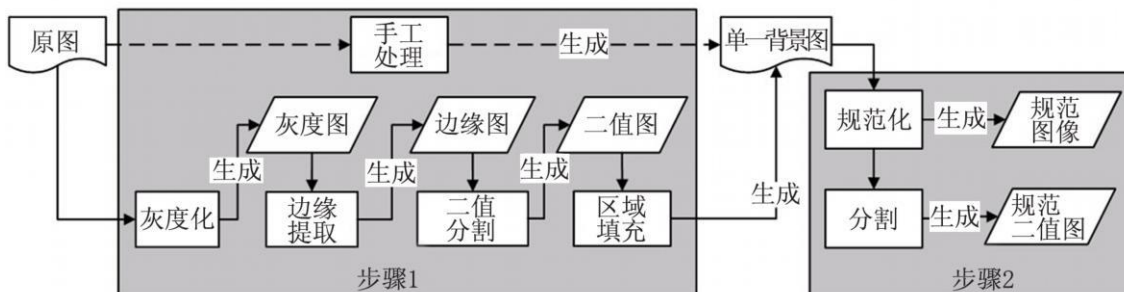 原图
手工
处理
生成
单一背景图
灰度图
边缘图
二值图
规范化
生成
规范
图像
生成
生成
生成
生成
灰度化
边缘
提取
二值
分割
区域
填充
分割
生成
规范
二值图
步骤1
步骤2